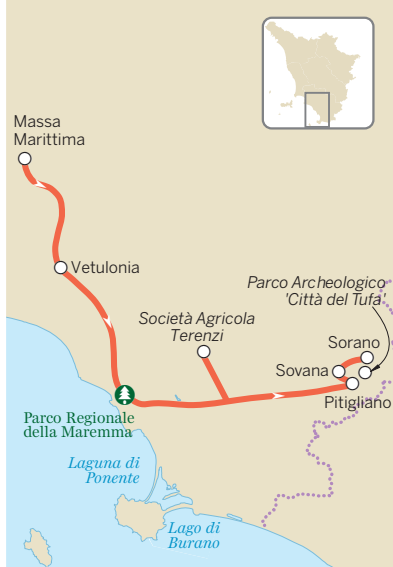 Massa
Marittima
Vetulonia
Parco Archeologico
'Città del Tufa'
Società Agricola
Terenzi
Sorano
Sovana
Pitigliano
Parco Regionale
della Maremma
Laguna di
Ponente
Lago di
Burano